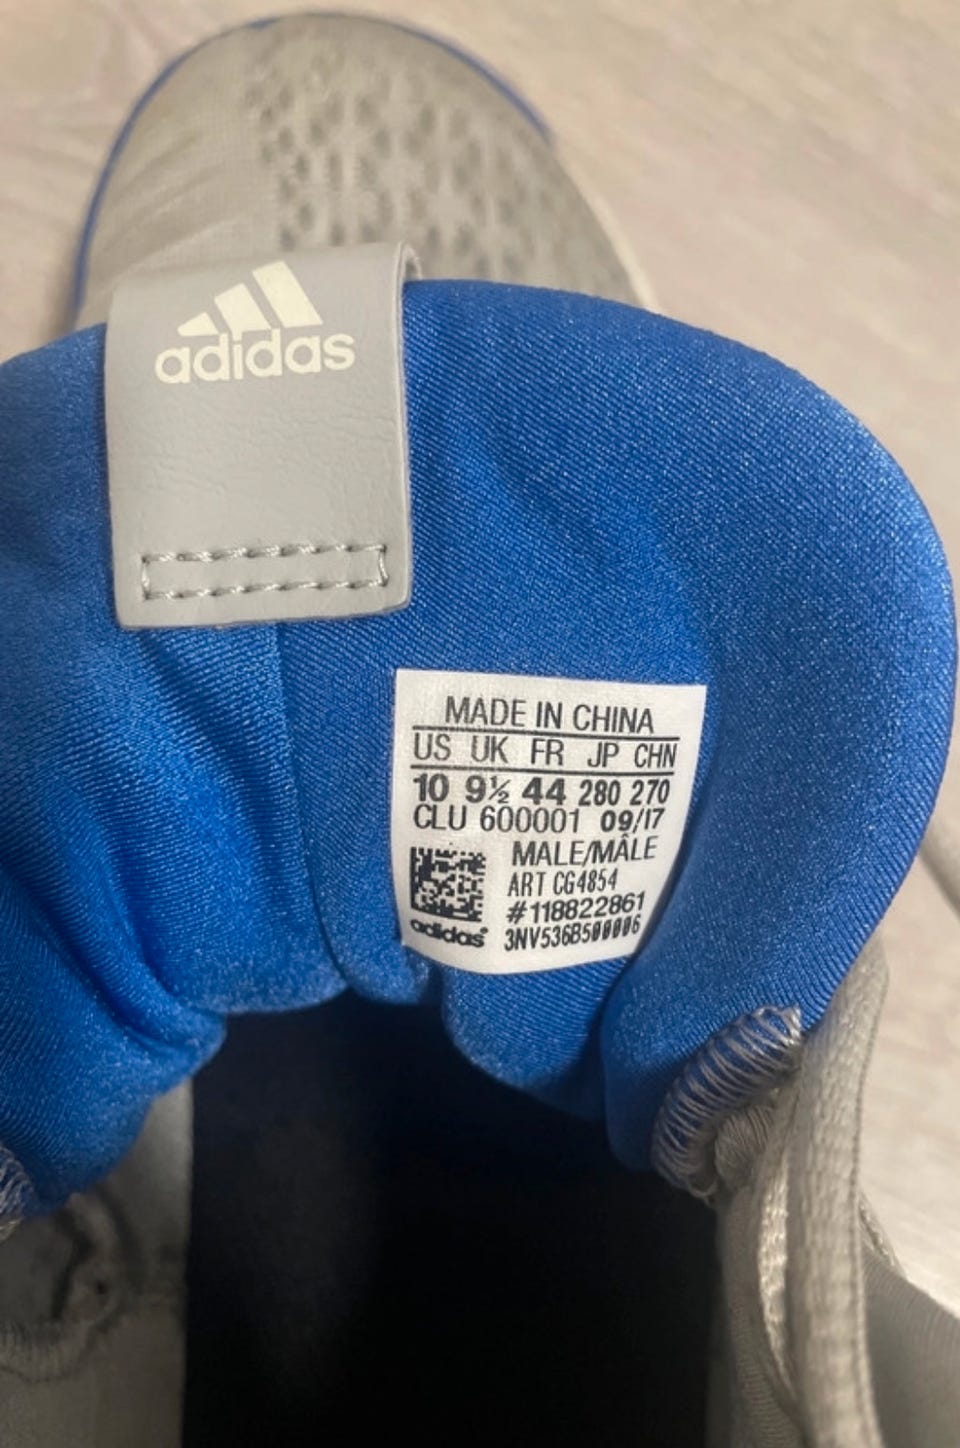 adidas
MADE IN CHINA
US UK FR JP CHN
10 9½ 44 280 270
CLU 600001 09/17
MALE/MÂLE
ART CG4854
#118822861
adidas® 3NV536B500006